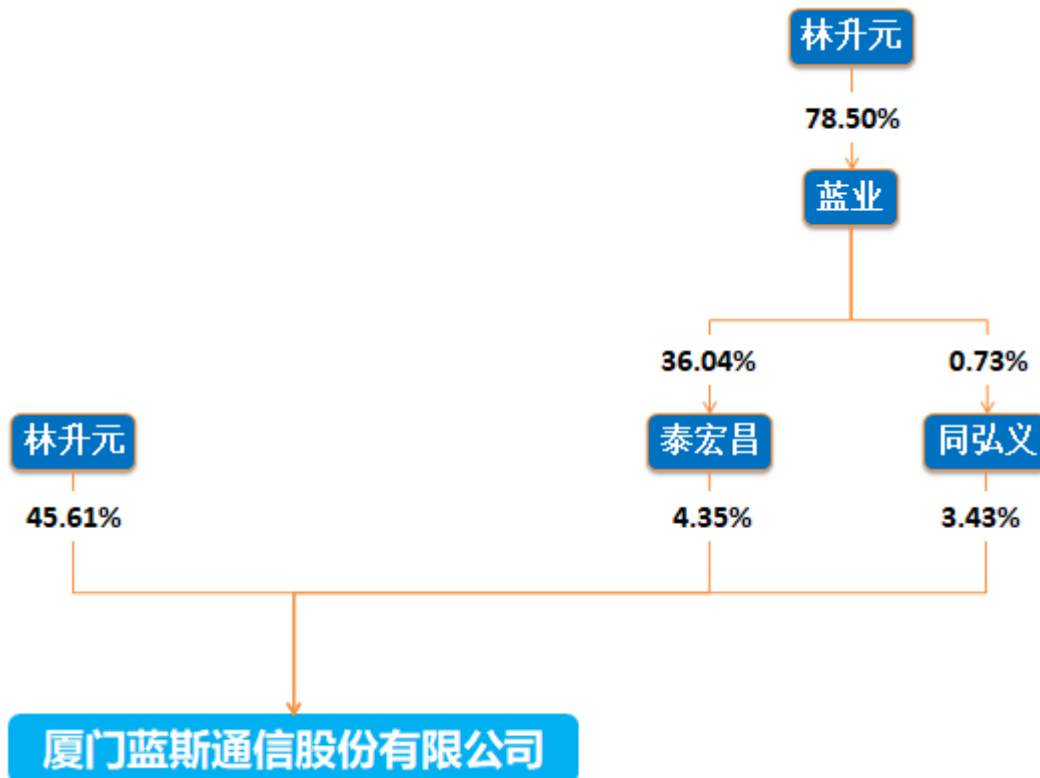 林升元
78.50%
蓝业
36.04%
0.73%
林升元
泰宏昌
同弘义
45.61%
4.35%
3.43%
厦门蓝斯通信股份有限公司